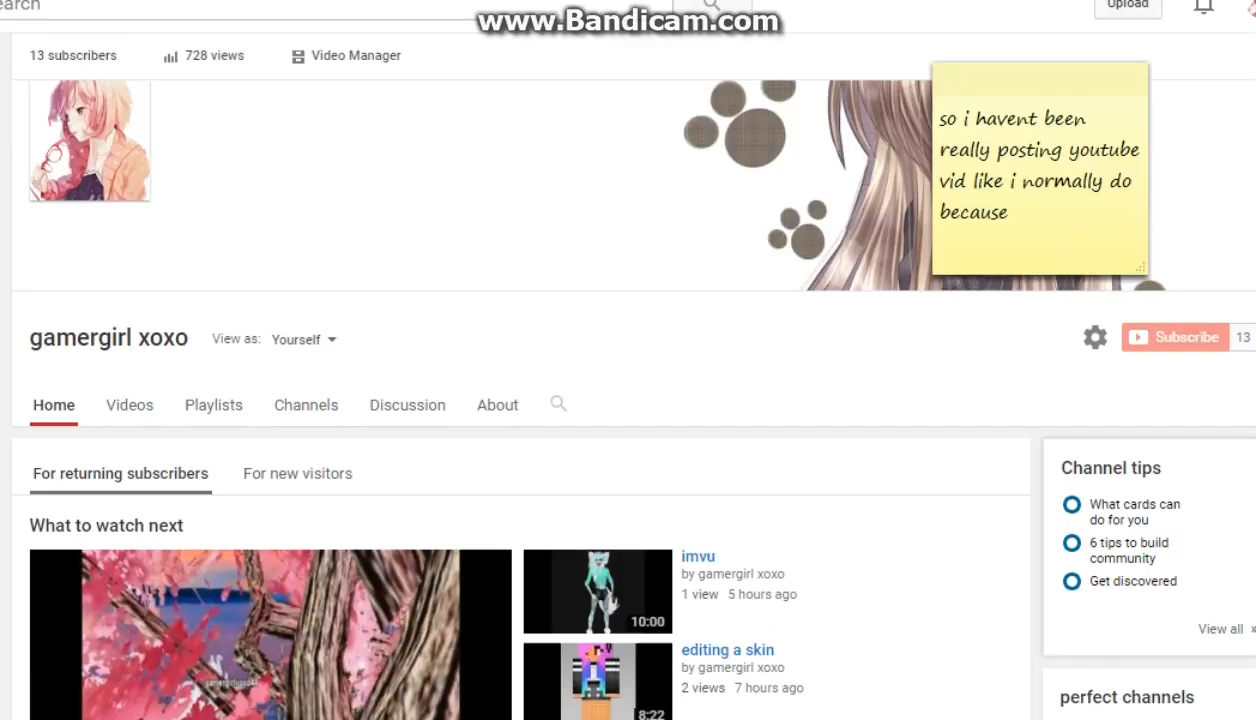 earch
www.Bandicam.com
Upload
13 subscribers
728 views
Video Manager
so i havent been
really posting youtube
vid like i normally do
because
gamergirl xoxo
View as: Yourself
Subscribe 13
Home Videos Playlists Channels Discussion About
For returning subscribers For new visitors
What to watch next
imvu
by gamergirl xoxo
1 view 5 hours ago
10:00
editing a skin
by gamergirl xoxo
2 views 7 hours ago
8:22
Channel tips
What cards can
do for you
6 tips to build
community
Get discovered
View all
perfect channels